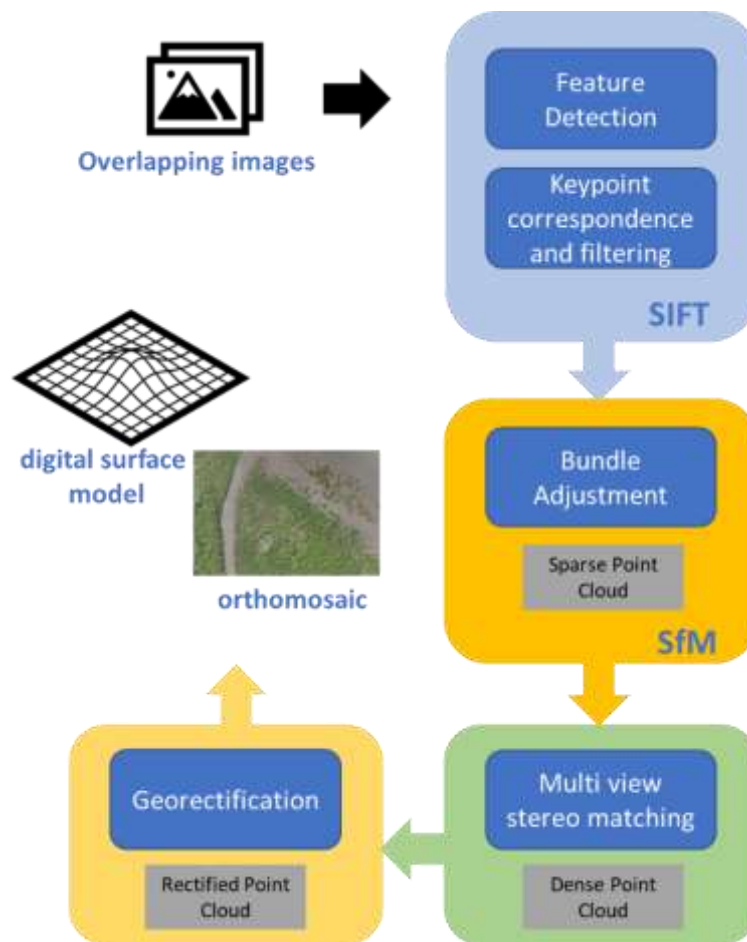 Overlapping images
Feature
Detection
Keypoint
correspondence
and filtering
SIFT
digital surface
model
orthomosaic
Bundle
Adjustment
Sparse Point
Cloud
SfM
Multi view
stereo matching
Dense Point
Cloud
Georectification
Rectified Point
Cloud